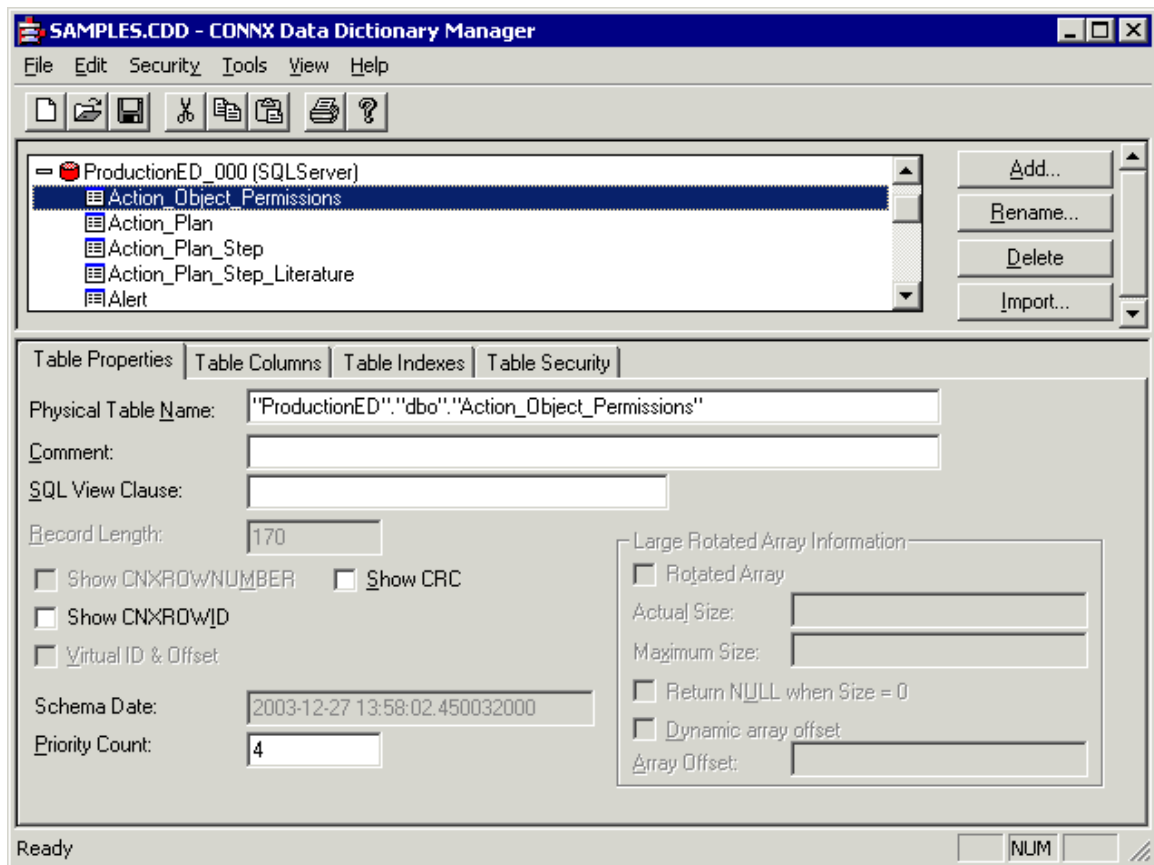 SAMPLES.CDD - CONNX Data Dictionary Manager
File Edit Security Tools View Help
ProductionED_000 (SQLServer)
Action_Object_Permissions
Action_Plan
Action_Plan_Step
Action_Plan_Step_Literature
Alert
Add...
Rename...
Delete
Import...
Table Properties Table Columns Table Indexes Table Security
Physical Table Name: "ProductionED"."dbo"."Action_Object_Permissions"
Comment:
SQL View Clause:
Record Length: 170
Show CNXROWNUMBER Show CRC
Show CNXROWID
Virtual ID & Offset
Schema Date: 2003-12-27 13:58:02.450032000
Priority Count: 4
Large Rotated Array Information
Rotated Array
Actual Size:
Maximum Size:
Return NULL when Size = 0
Dynamic array offset
Array Offset:
Ready NUM